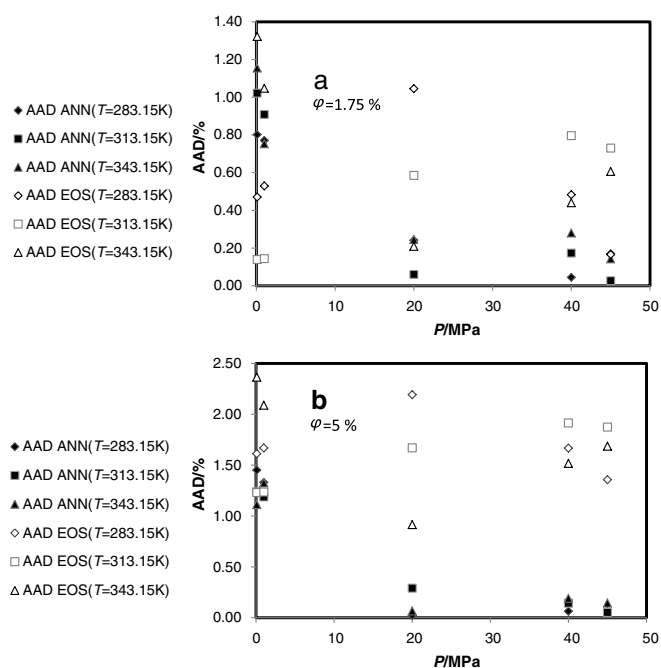 1.40
1.20
1.00
0.80
0.60
0.40
0.20
0.00
AAD/%
a
φ=1.75 %
AAD ANN(T=283.15K)
AAD ANN(T=313.15K)
AAD ANN(T=343.15K)
AAD EOS(T=283.15K)
AAD EOS(T=313.15K)
AAD EOS(T=343.15K)
0 10 20 30 40 50
P/MPa
2.50
2.00
1.50
1.00
0.50
0.00
AAD/%
b
φ=5 %
AAD ANN(T=283.15K)
AAD ANN(T=313.15K)
AAD ANN(T=343.15K)
AAD EOS(T=283.15K)
AAD EOS(T=313.15K)
AAD EOS(T=343.15K)
0 10 20 30 40 50
P/MPa